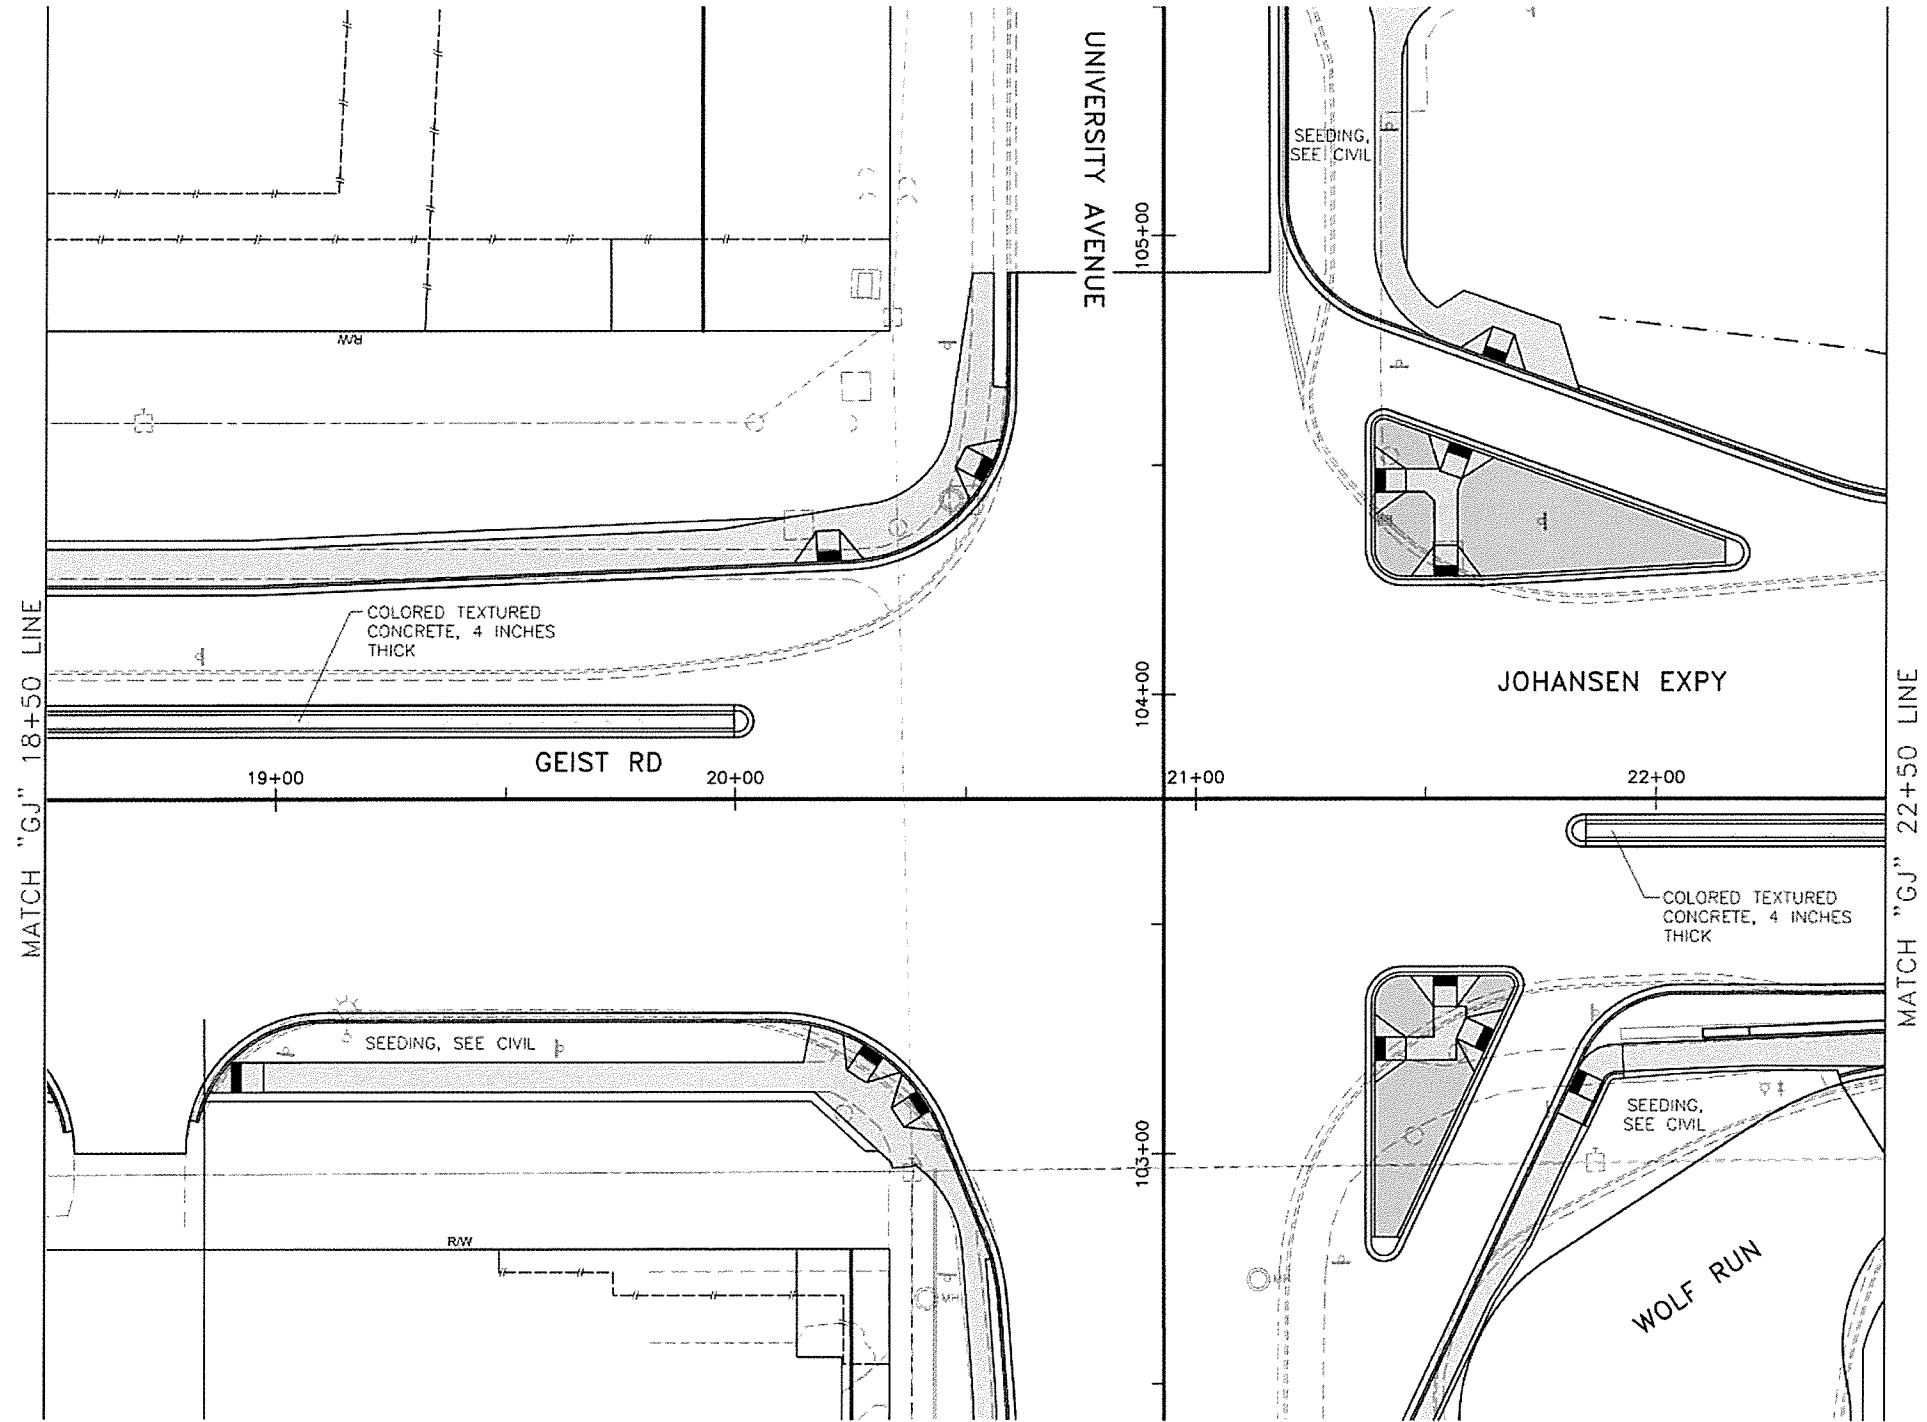 UNIVERSITY AVENUE
SEEDING,
SEE CIVIL
105+00
R/W
COLORED TEXTURED
CONCRETE, 4 INCHES
THICK
104+00
JOHANSEN EXPY
GEIST RD
19+00
20+00
21+00
22+00
MATCH "GJ" 18+50 LINE
MATCH "GJ" 22+50 LINE
COLORED TEXTURED
CONCRETE, 4 INCHES
THICK
SEEDING, SEE CIVIL
SEEDING,
SEE CIVIL
103+00
R/W
WOLF RUN